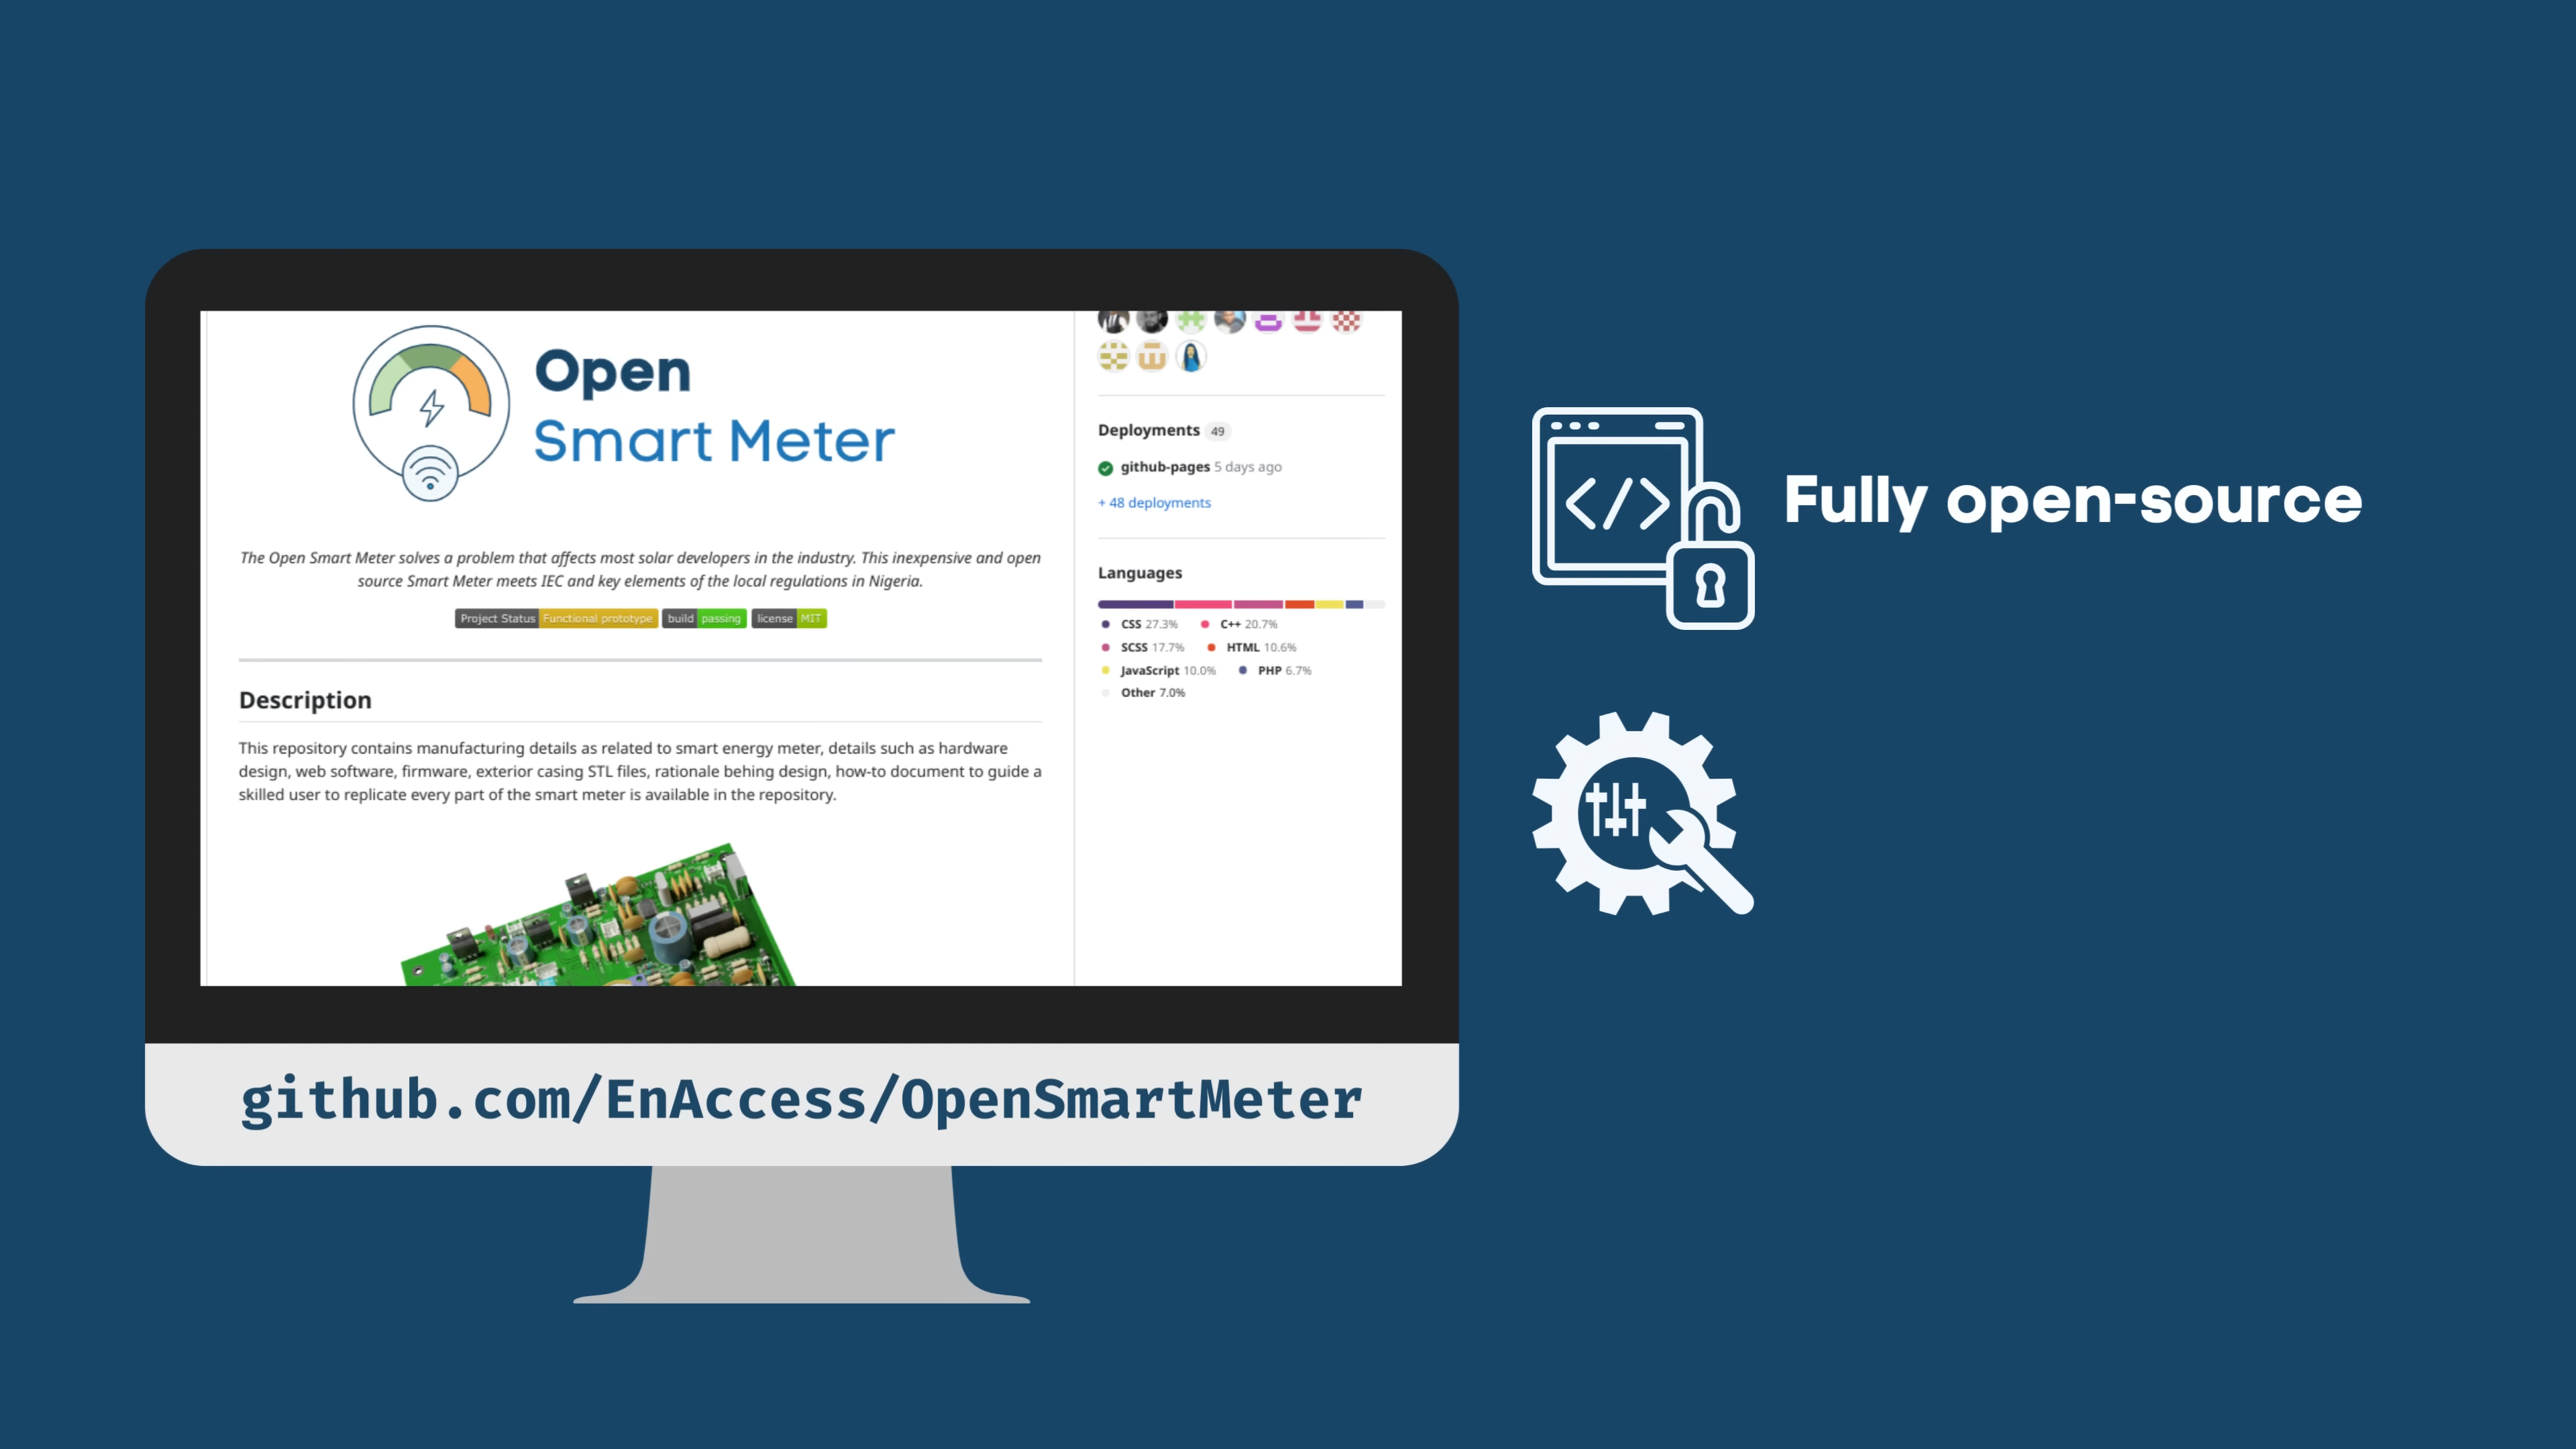 Open
Smart Meter
The Open Smart Meter solves a problem that affects most solar developers in the industry. This inexpensive and open
source Smart Meter meets IEC and key elements of the local regulations in Nigeria.
Project Status Functional prototype build passing license MIT
Description
This repository contains manufacturing details as related to smart energy meter, details such as hardware
design, web software, firmware, exterior casing STL files, rationale behing design, how-to document to guide a
skilled user to replicate every part of the smart meter is available in the repository.
Deployments 49
github-pages 5 days ago
+ 48 deployments
Languages
CSS 27.3% C++ 20.7%
SCSS 17.7% HTML 10.6%
JavaScript 10.0% PHP 6.7%
Other 7.0%
github.com/EnAccess/OpenSmartMeter
</>
Fully open-source